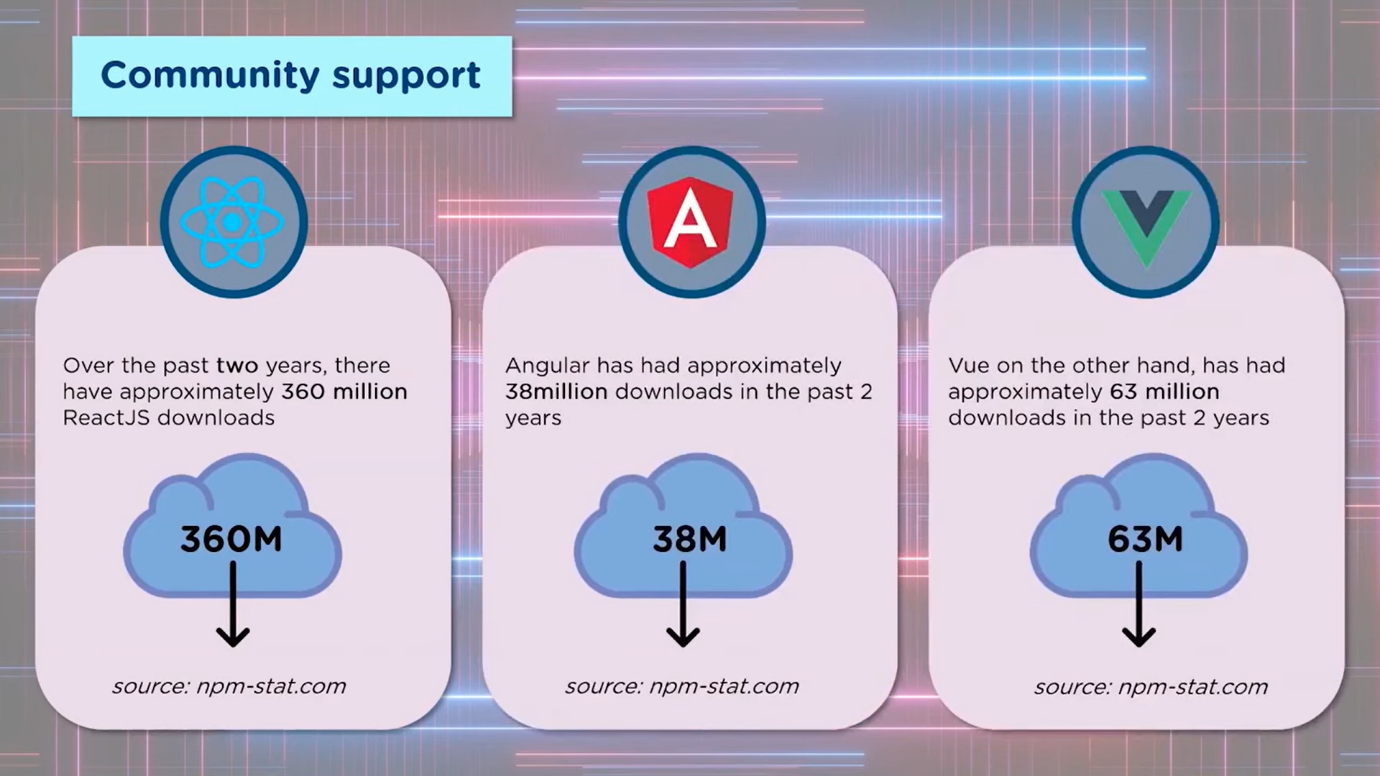 Community support
Over the past two years, there
have approximately 360 million
ReactJS downloads
360M
source: npm-stat.com
Angular has had approximately
38million downloads in the past 2
years
38M
source: npm-stat.com
Vue on the other hand, has had
approximately 63 million
downloads in the past 2 years
63M
source: npm-stat.com